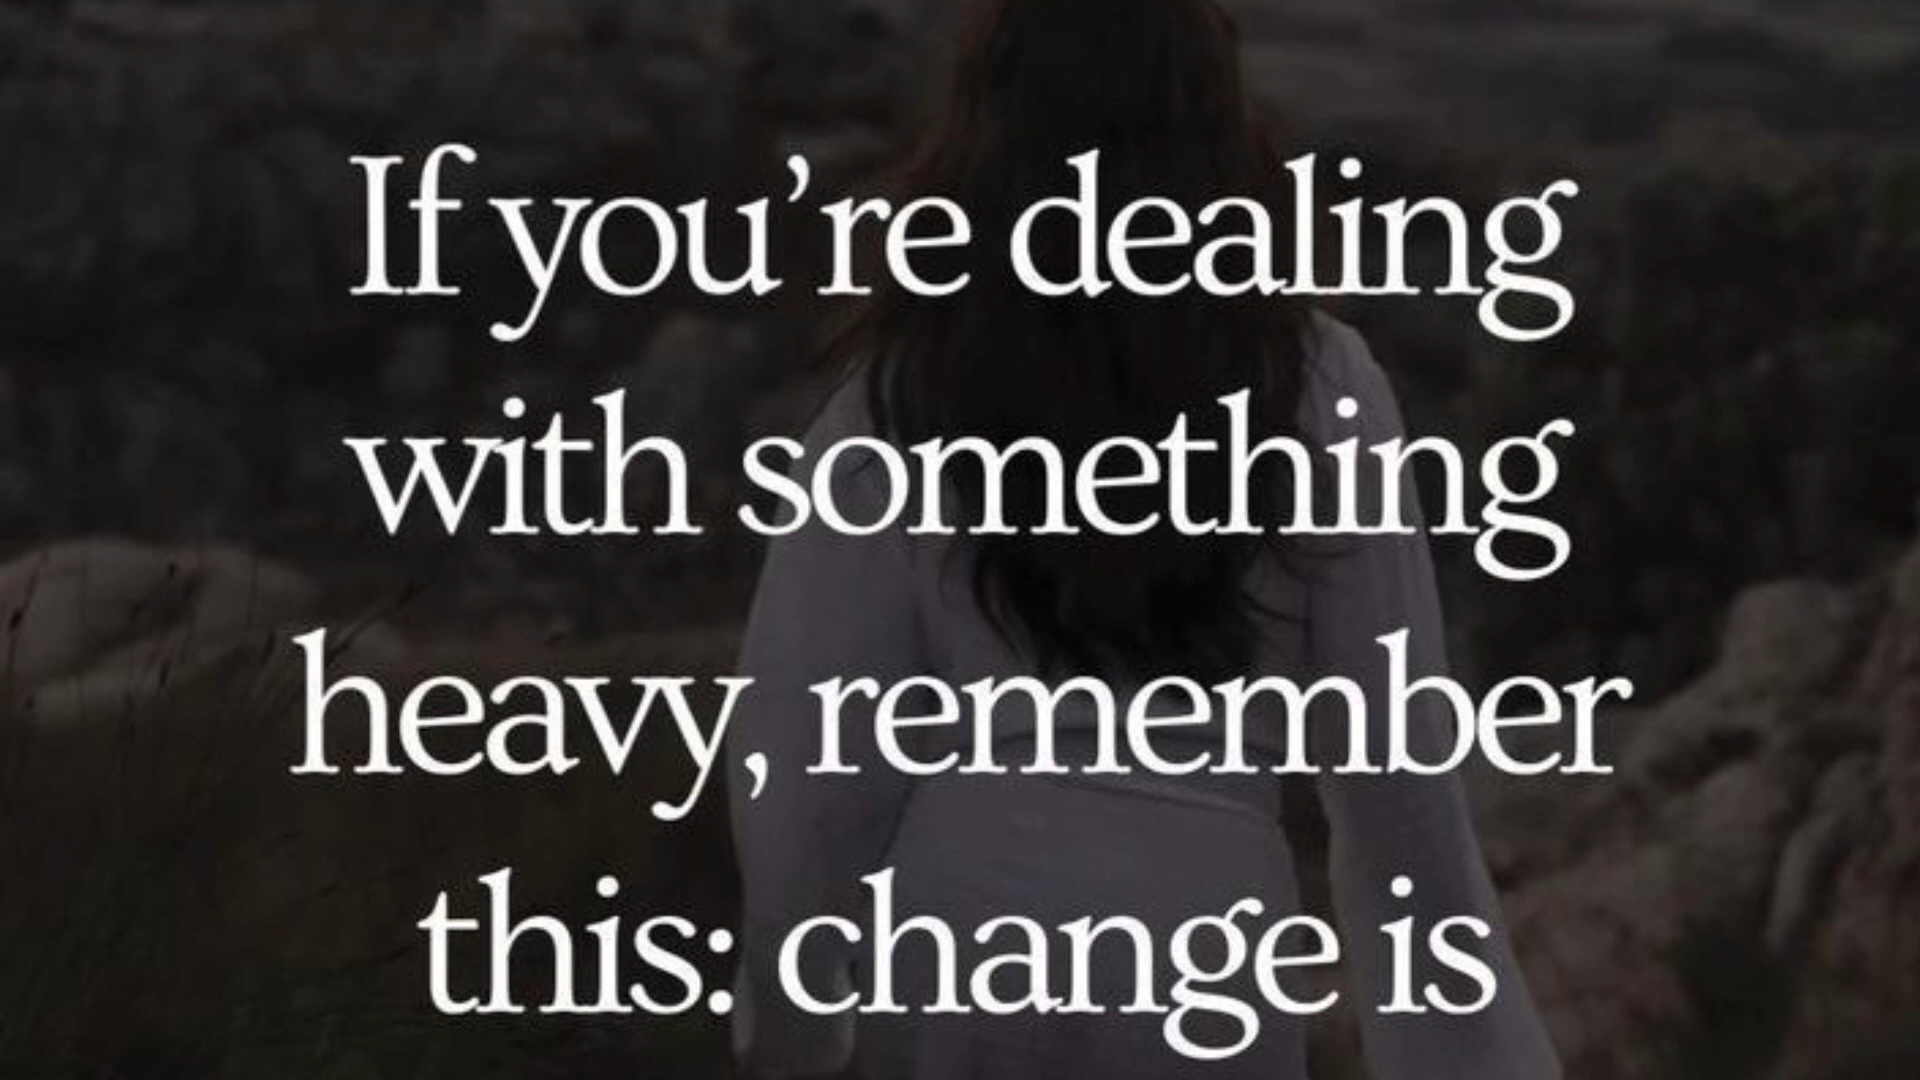 If you’re dealing
with something
heavy, remember
this: change is